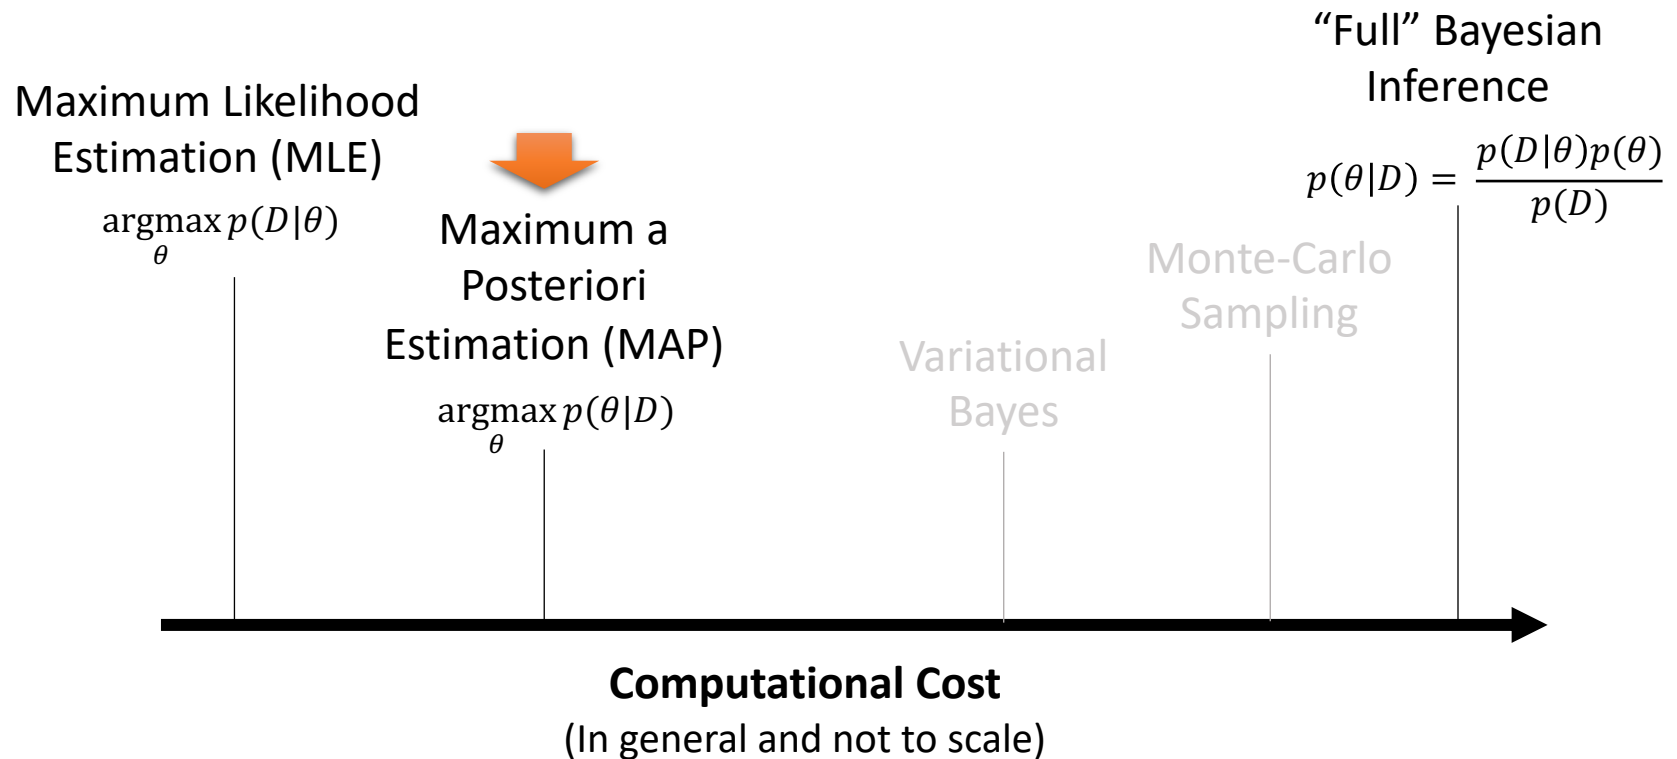 Maximum Likelihood
Estimation (MLE)
argmax p(D|θ)
θ
Maximum a
Posteriori
Estimation (MAP)
argmax p(θ|D)
θ
Variational
Bayes
Monte-Carlo
Sampling
“Full” Bayesian
Inference
p(θ|D) = p(D|θ)p(θ)
p(D)
Computational Cost
(In general and not to scale)